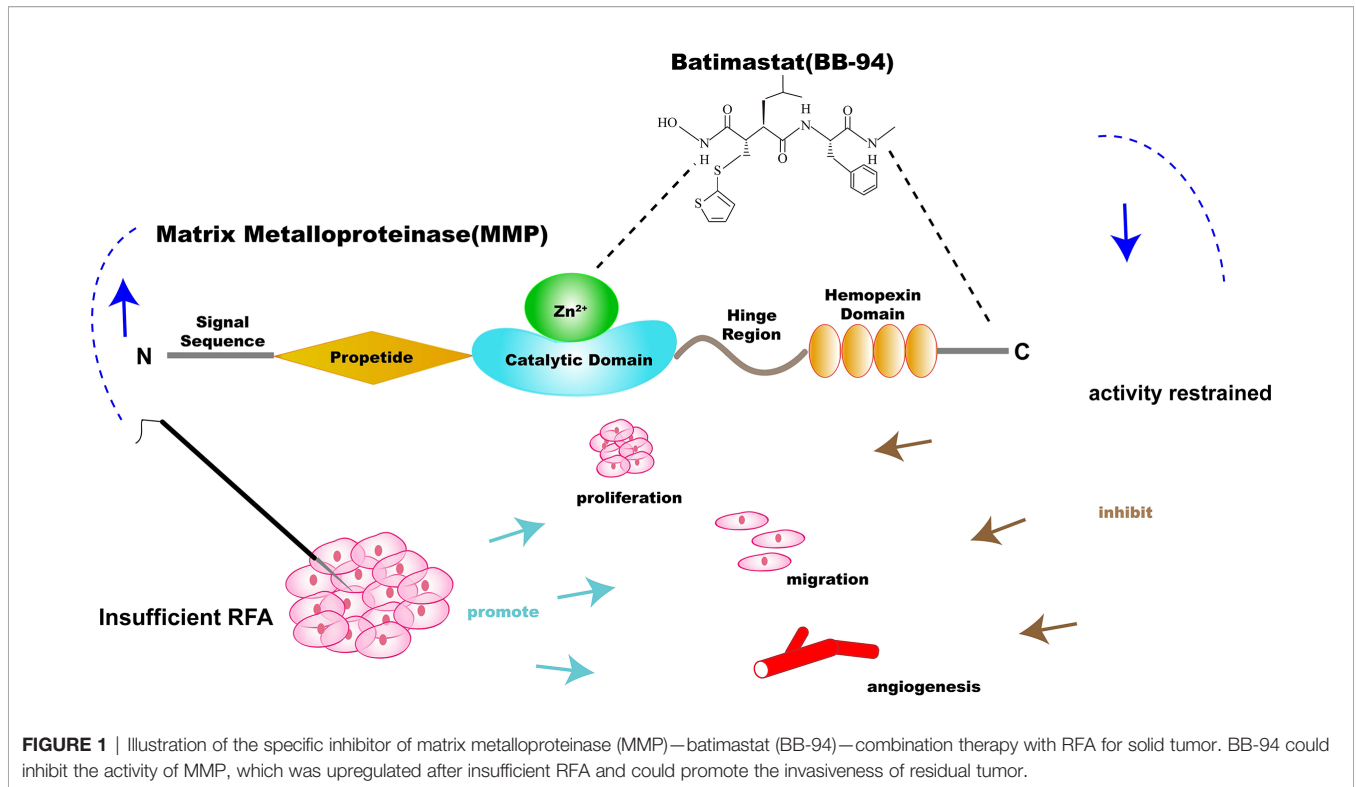 Batimastat(BB-94)
HO
N
H
O
S
S
O
H
N
O
N
H
Matrix Metalloproteinase(MMP)
Zn2+
N
Signal
Sequence
Propetide
Catalytic Domain
Hinge
Region
Hemopexin
Domain
C
activity restrained
proliferation
inhibit
migration
Insufficient RFA
promote
angiogenesis
FIGURE 1 | Illustration of the specific inhibitor of matrix metalloproteinase (MMP)—batimastat (BB-94)—combination therapy with RFA for solid tumor. BB-94 could
inhibit the activity of MMP, which was upregulated after insufficient RFA and could promote the invasiveness of residual tumor.